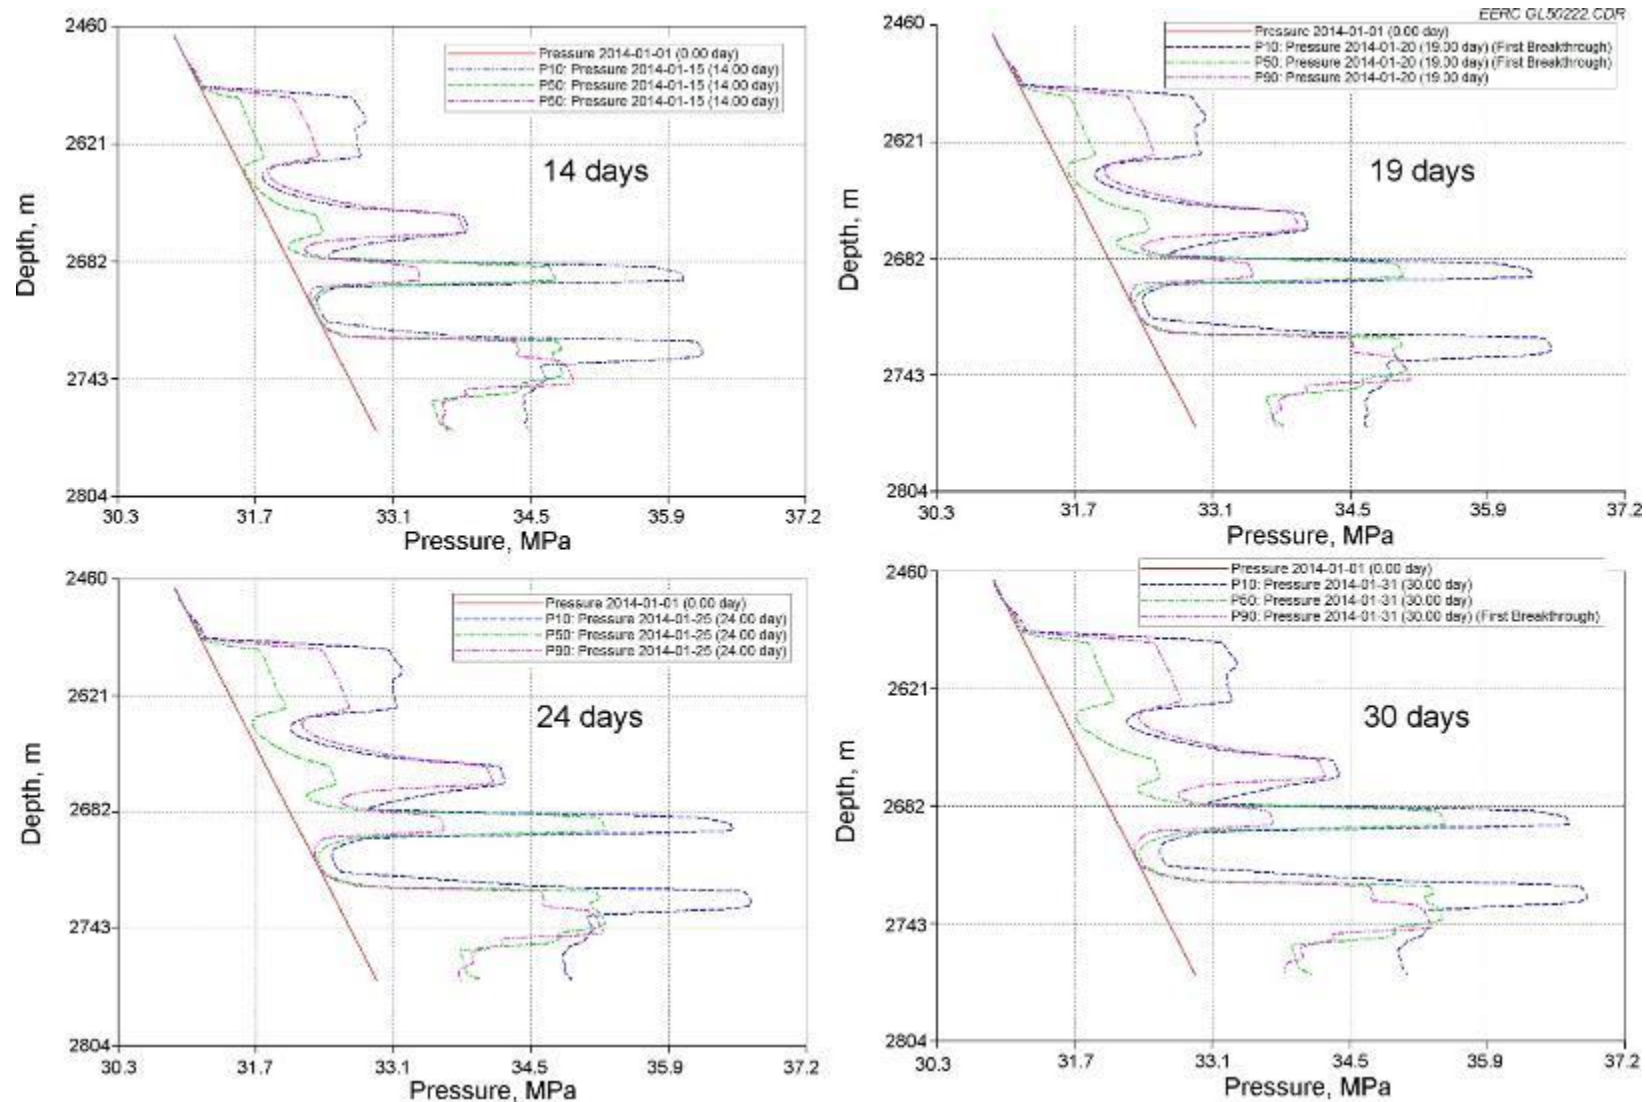 EERC GL50222.CDR
2460
Pressure 2014-01-01 (0.00 day)
P10: Pressure 2014-01-15 (14.00 day)
P50: Pressure 2014-01-15 (14.00 day)
P50: Pressure 2014-01-15 (14.00 day)
2621
14 days
Depth, m
2682
2743
2804
30.3 31.7 33.1 34.5 35.9 37.2
Pressure, MPa
2460
Pressure 2014-01-01 (0.00 day)
P10: Pressure 2014-01-20 (19.00 day) (First Breakthrough)
P50: Pressure 2014-01-20 (19.00 day) (First Breakthrough)
P90: Pressure 2014-01-20 (19.00 day)
2621
19 days
Depth, m
2682
2743
2804
30.3 31.7 33.1 34.5 35.9 37.2
Pressure, MPa
2460
Pressure 2014-01-01 (0.00 day)
P10: Pressure 2014-01-25 (24.00 day)
P50: Pressure 2014-01-25 (24.00 day)
P90: Pressure 2014-01-25 (24.00 day)
2621
24 days
Depth, m
2682
2743
2804
30.3 31.7 33.1 34.5 35.9 37.2
Pressure, MPa
2460
Pressure 2014-01-01 (0.00 day)
P10: Pressure 2014-01-31 (30.00 day)
P50: Pressure 2014-01-31 (30.00 day)
P90: Pressure 2014-01-31 (30.00 day) (First Breakthrough)
2621
30 days
Depth, m
2682
2743
2804
30.3 31.7 33.1 34.5 35.9 37.2
Pressure, MPa